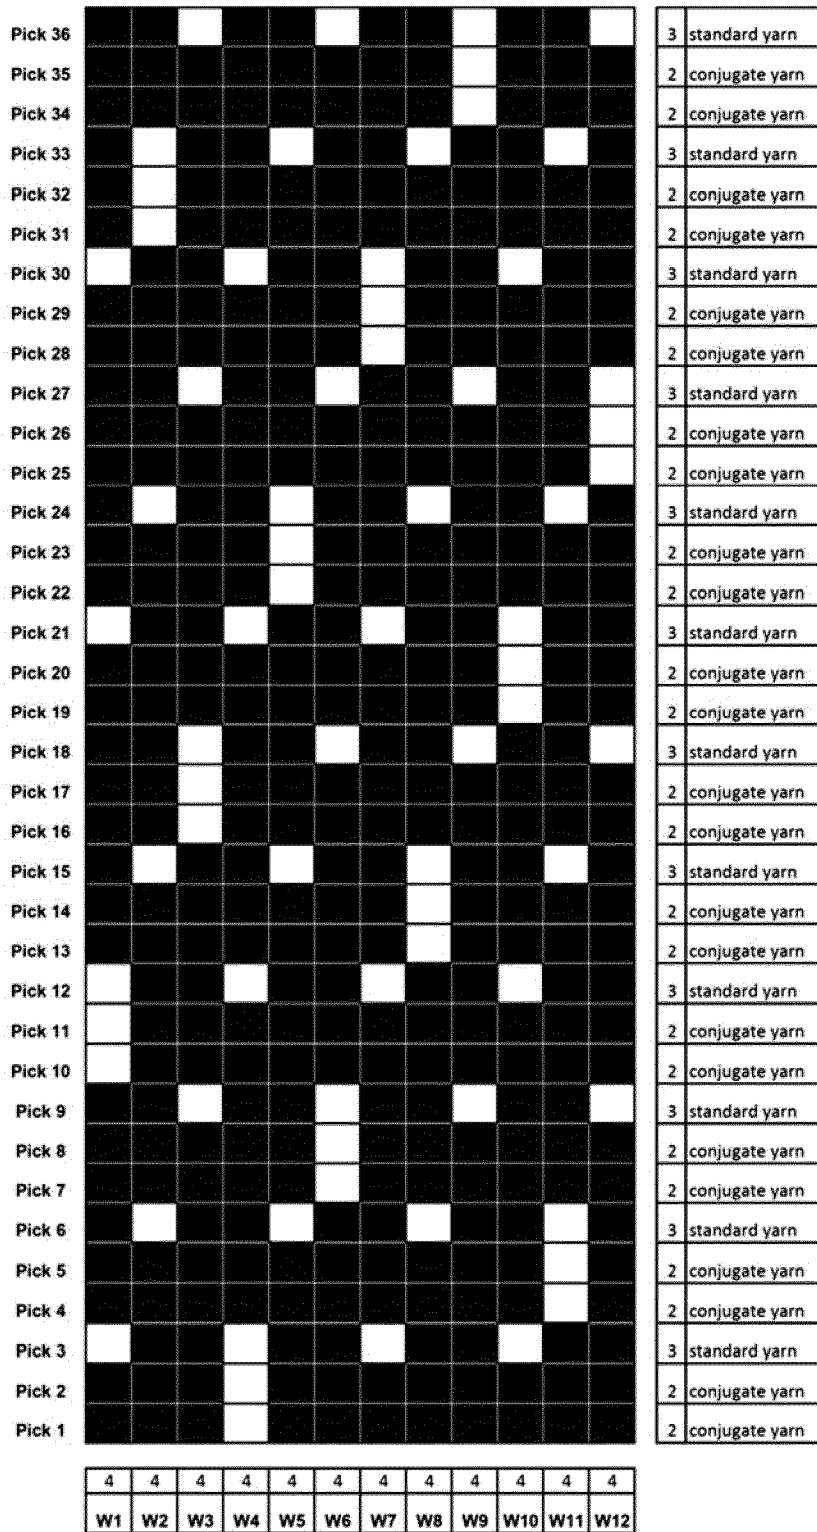 Pick 36 3 standard yarn
Pick 35 2 conjugate yarn
Pick 34 2 conjugate yarn
Pick 33 3 standard yarn
Pick 32 2 conjugate yarn
Pick 31 2 conjugate yarn
Pick 30 3 standard yarn
Pick 29 2 conjugate yarn
Pick 28 2 conjugate yarn
Pick 27 3 standard yarn
Pick 26 2 conjugate yarn
Pick 25 2 conjugate yarn
Pick 24 3 standard yarn
Pick 23 2 conjugate yarn
Pick 22 2 conjugate yarn
Pick 21 3 standard yarn
Pick 20 2 conjugate yarn
Pick 19 2 conjugate yarn
Pick 18 3 standard yarn
Pick 17 2 conjugate yarn
Pick 16 2 conjugate yarn
Pick 15 3 standard yarn
Pick 14 2 conjugate yarn
Pick 13 2 conjugate yarn
Pick 12 3 standard yarn
Pick 11 2 conjugate yarn
Pick 10 2 conjugate yarn
Pick 9 3 standard yarn
Pick 8 2 conjugate yarn
Pick 7 2 conjugate yarn
Pick 6 3 standard yarn
Pick 5 2 conjugate yarn
Pick 4 2 conjugate yarn
Pick 3 3 standard yarn
Pick 2 2 conjugate yarn
Pick 1 2 conjugate yarn
4 4 4 4 4 4 4 4 4 4 4 4
W1 W2 W3 W4 W5 W6 W7 W8 W9 W10 W11 W12